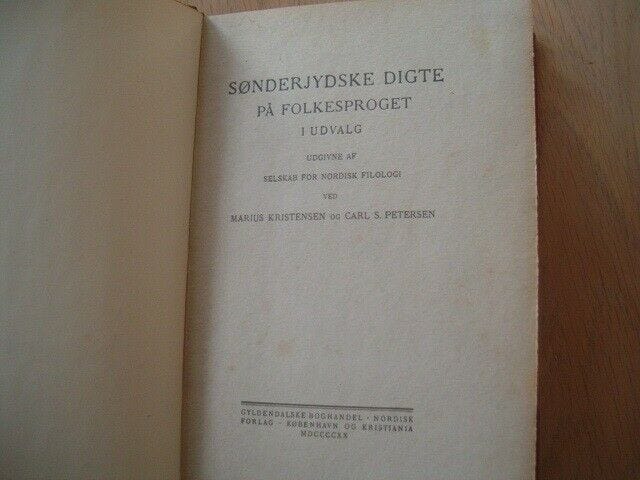 SØNDERJYDSKE DIGTE
PÅ FOLKESPROGET
I UDVALG
UDGIVNE AF
SELSKAB FOR NORDISK FILOLOGI
VED
MARIUS KRISTENSEN OG CARL S. PETERSEN
GYLDENDALSKE BOGHANDEL - NORDISK
FORLAG - KØBENHAVN OG KRISTIANIA
MDCCCCXX